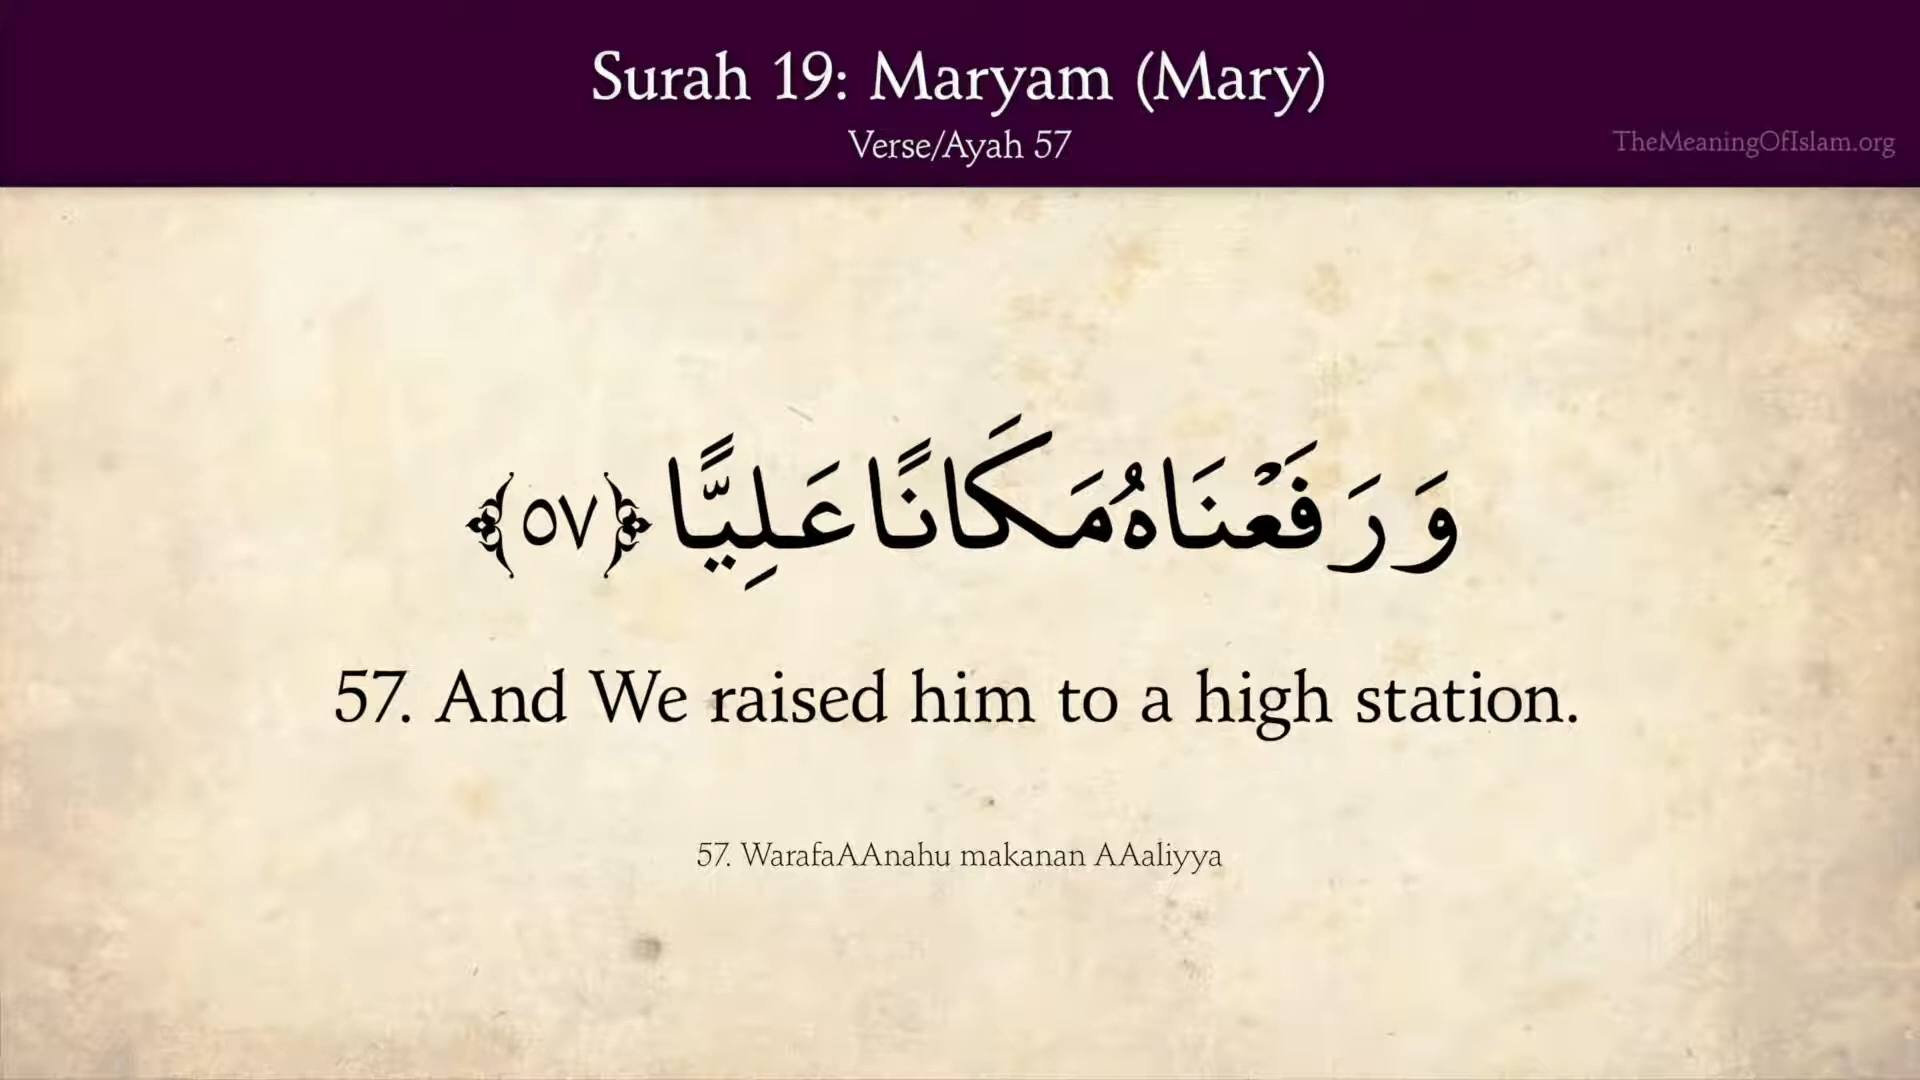 Surah 19: Maryam (Mary)
Verse/Ayah 57
TheMeaningOfIslam.org
وَرَفَعْنَاهُ مَكَانًا عَلِيًّا ﴿٥٧﴾
57. And We raised him to a high station.
57. WarafaAAnahu makanan AAaliyya